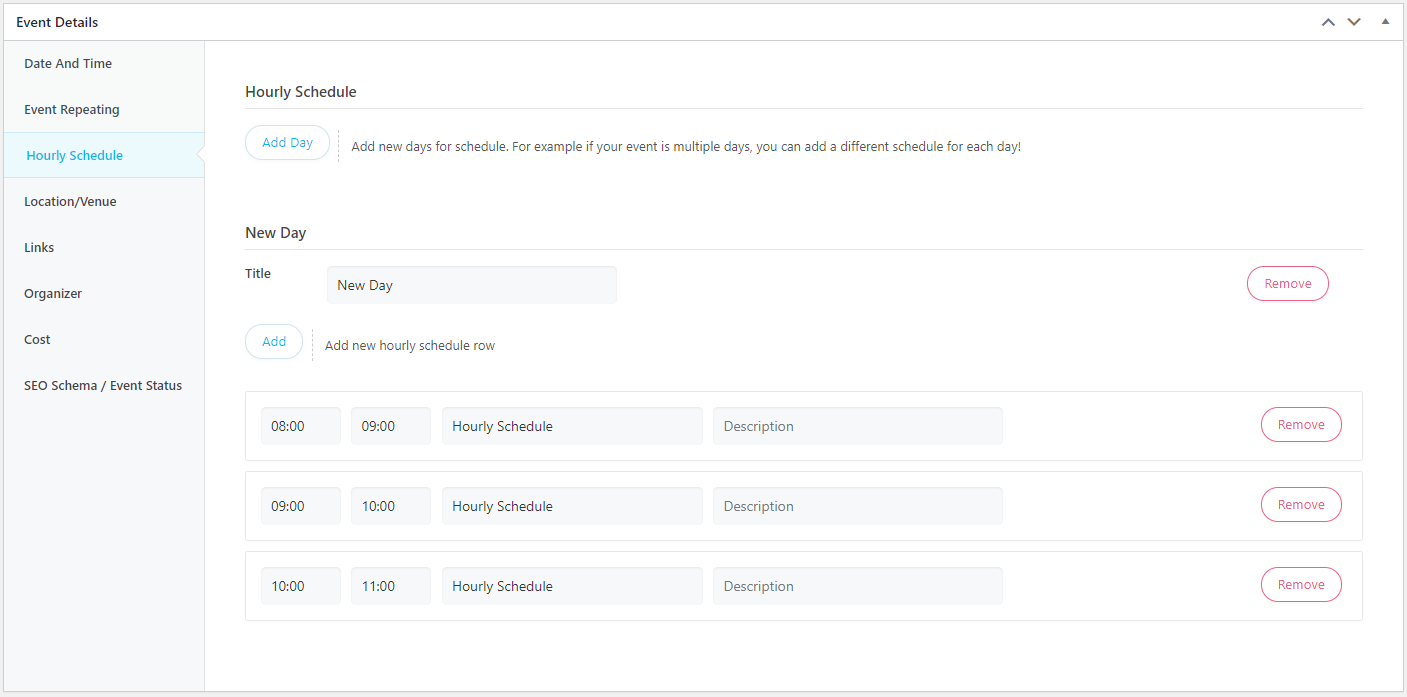 Event Details
Date And Time
Event Repeating
Hourly Schedule
Location/Venue
Links
Organizer
Cost
SEO Schema / Event Status
Hourly Schedule
Add Day Add new days for schedule. For example if your event is multiple days, you can add a different schedule for each day!
New Day
Title New Day Remove
Add Add new hourly schedule row
08:00 09:00 Hourly Schedule Description Remove
09:00 10:00 Hourly Schedule Description Remove
10:00 11:00 Hourly Schedule Description Remove